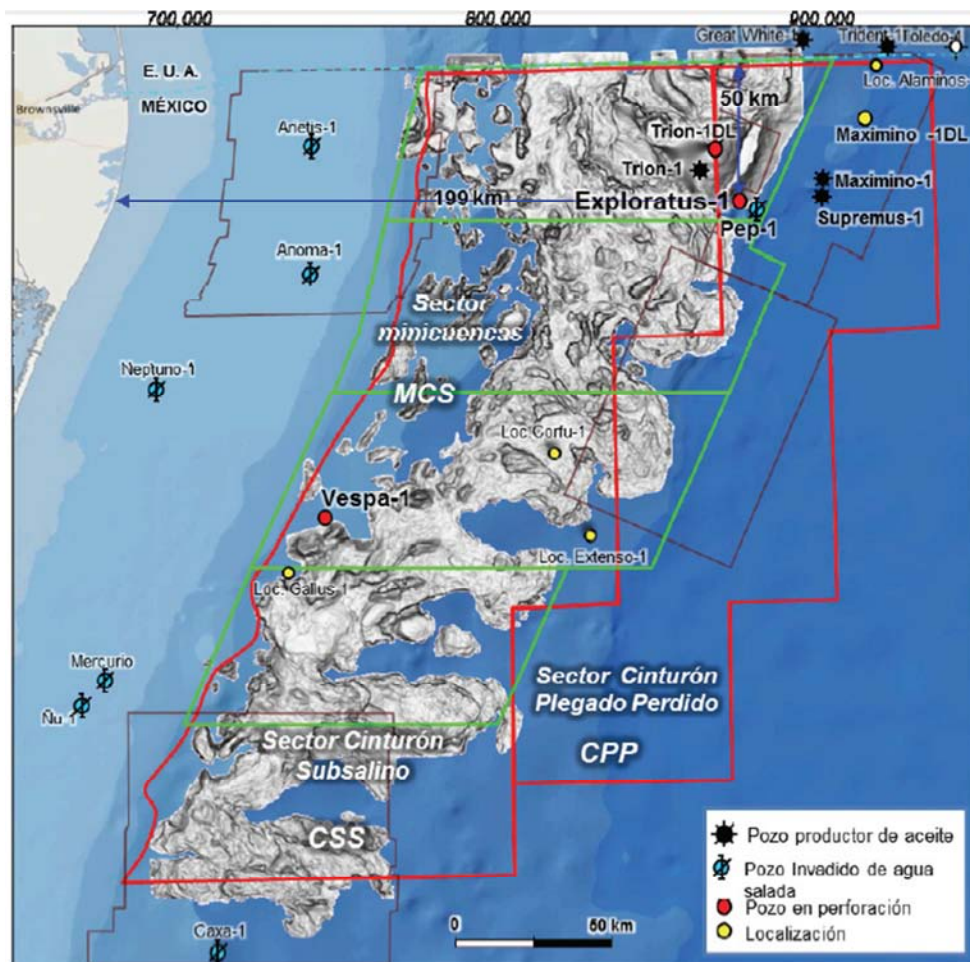 700,000
800,000
900,000
Great White-1
Trident-1
Toledo-1
E. U. A.
MÉXICO
Brownsville
50 km
Loc. Alaminos-
Arietis-1
Trion-1DL
Maximino -1DL
Trion-1
Maximino-1
199 km
Exploratus-1
Supremus-1
Pep-1
Anoma-1
Sector
minicuencas
Neptuno-1
MCS
Loc.Corfu-1
Vespa-1
Loc. Extenso-1
Loc. Gallus-1
Mercurio
Ñu-1
Sector Cinturón
Plegado Perdido
CPP
Sector Cinturón
Subsalino
CSS
Caxa-1
0
50 km
Pozo productor de aceite
Pozo Invadido de agua
salada
Pozo en perforación
Localización